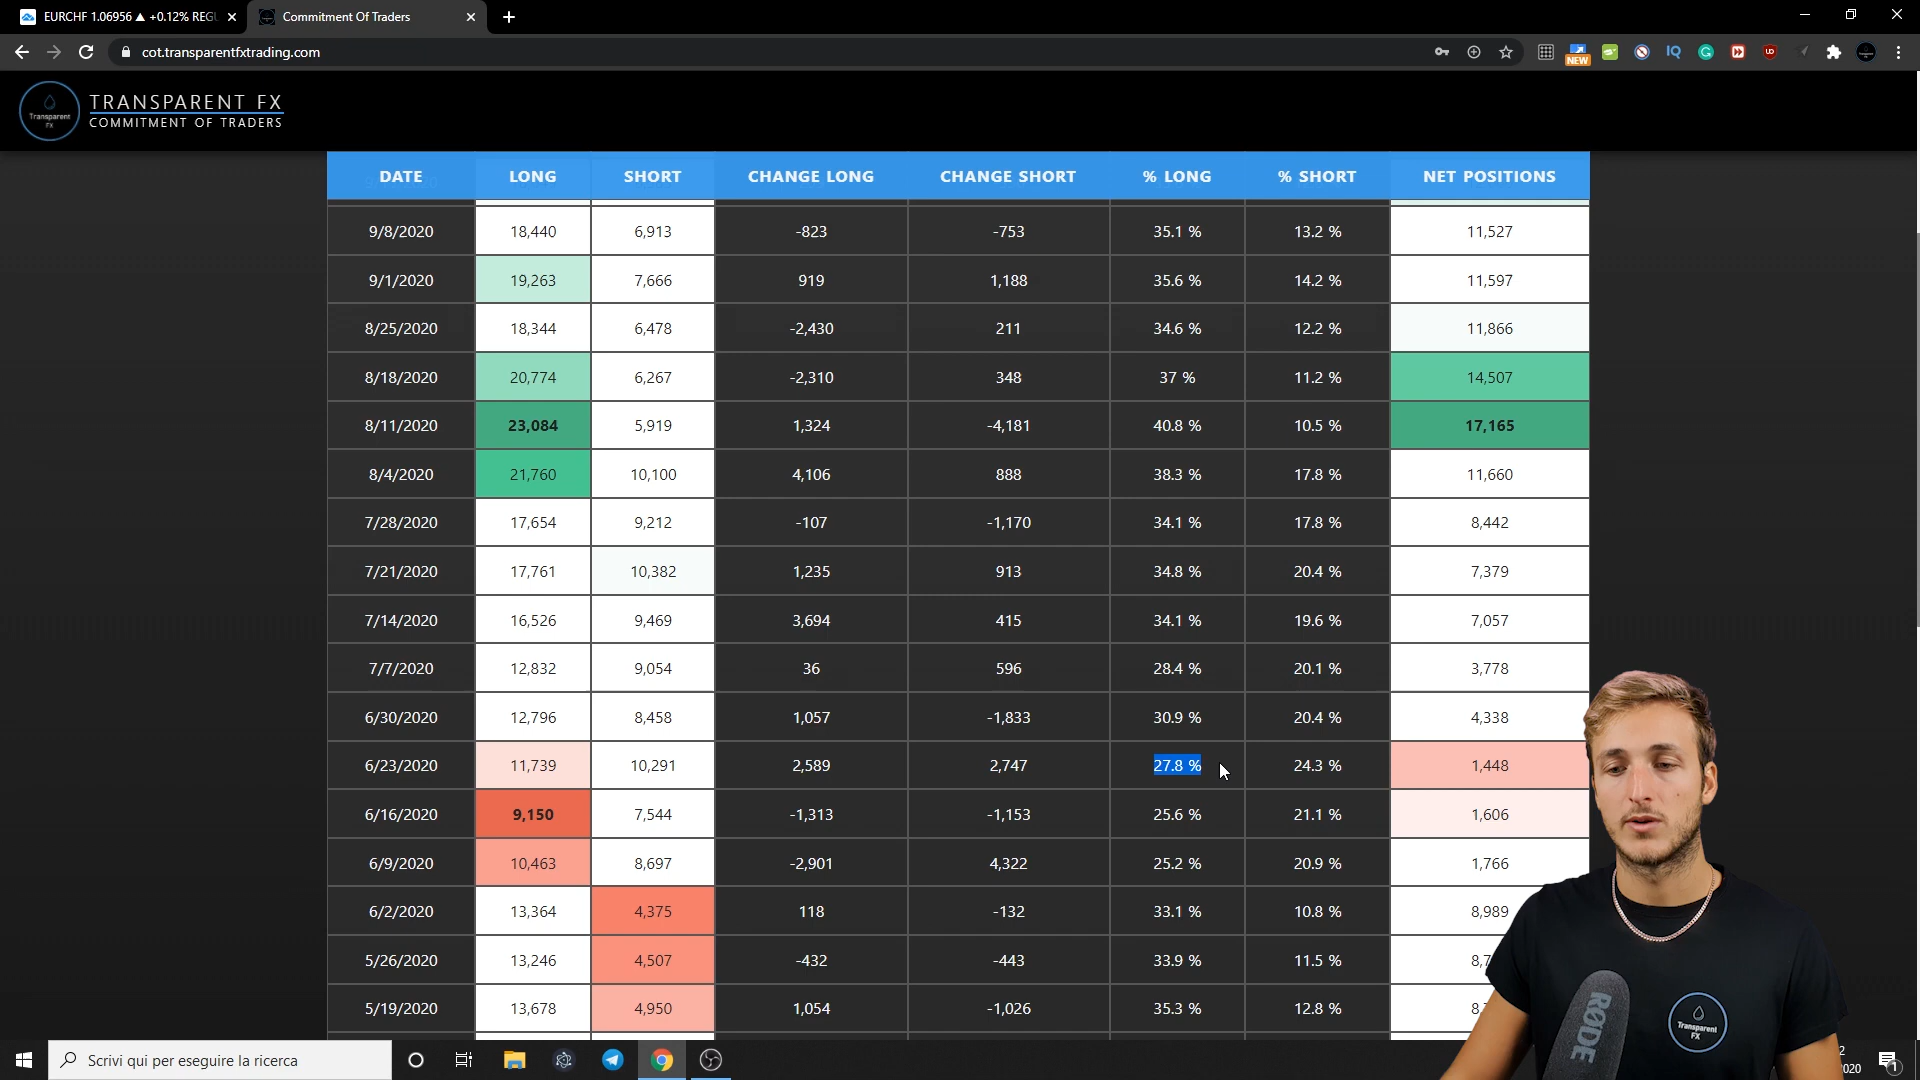 EURCHF 1.06956 ▲ +0.12% REGU
Commitment Of Traders
cot.transparentfxtrading.com
NEW
IQ
UD
Transparent
FX
TRANSPARENT FX
COMMITMENT OF TRADERS
DATE LONG SHORT CHANGE LONG CHANGE SHORT % LONG % SHORT NET POSITIONS
9/8/2020 18,440 6,913 -823 -753 35.1 % 13.2 % 11,527
9/1/2020 19,263 7,666 919 1,188 35.6 % 14.2 % 11,597
8/25/2020 18,344 6,478 -2,430 211 34.6 % 12.2 % 11,866
8/18/2020 20,774 6,267 -2,310 348 37 % 11.2 % 14,507
8/11/2020 23,084 5,919 1,324 -4,181 40.8 % 10.5 % 17,165
8/4/2020 21,760 10,100 4,106 888 38.3 % 17.8 % 11,660
7/28/2020 17,654 9,212 -107 -1,170 34.1 % 17.8 % 8,442
7/21/2020 17,761 10,382 1,235 913 34.8 % 20.4 % 7,379
7/14/2020 16,526 9,469 3,694 415 34.1 % 19.6 % 7,057
7/7/2020 12,832 9,054 36 596 28.4 % 20.1 % 3,778
6/30/2020 12,796 8,458 1,057 -1,833 30.9 % 20.4 % 4,338
6/23/2020 11,739 10,291 2,589 2,747 27.8 % 24.3 % 1,448
6/16/2020 9,150 7,544 -1,313 -1,153 25.6 % 21.1 % 1,606
6/9/2020 10,463 8,697 -2,901 4,322 25.2 % 20.9 % 1,766
6/2/2020 13,364 4,375 118 -132 33.1 % 10.8 % 8,989
5/26/2020 13,246 4,507 -432 -443 33.9 % 11.5 % 8,7
5/19/2020 13,678 4,950 1,054 -1,026 35.3 % 12.8 %
RØDE
Transparent
FX
Scrivi qui per eseguire la ricerca
2
020
1